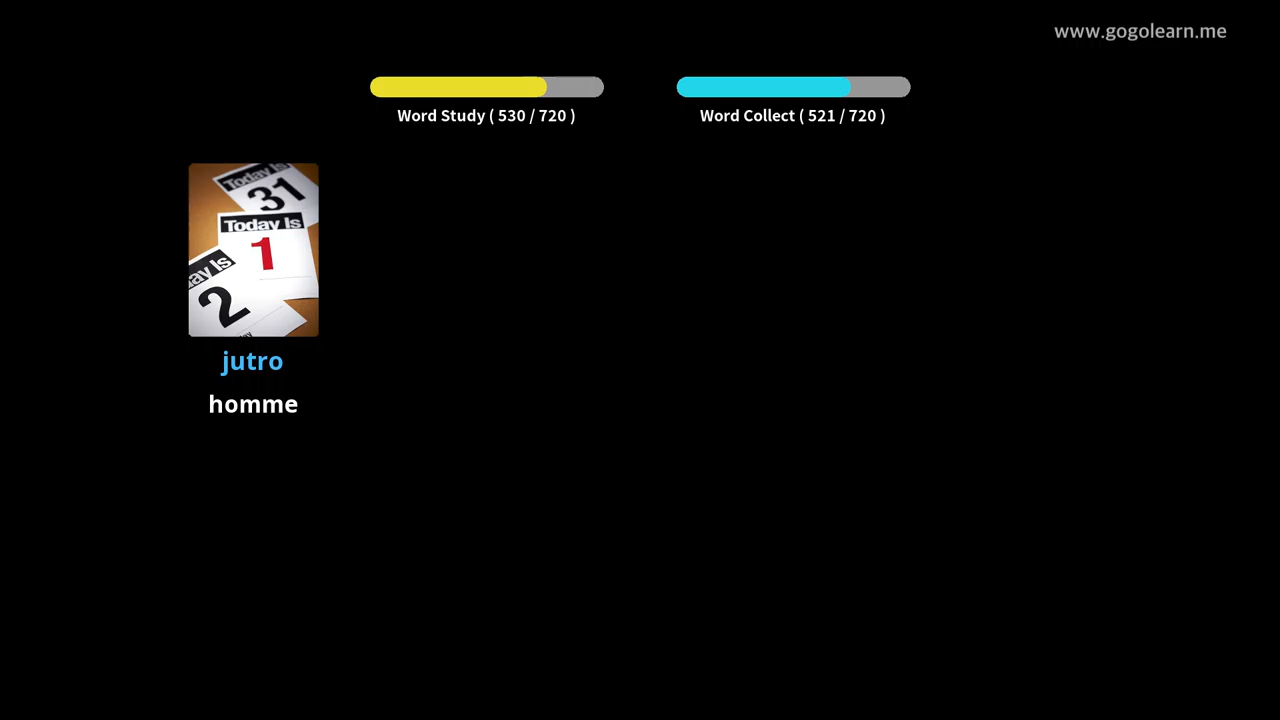 www.gogolearn.me
Word Study ( 530 / 720 )
Word Collect ( 521 / 720 )
Today Is
31
Today Is
1
ay Is
2
jutro
homme